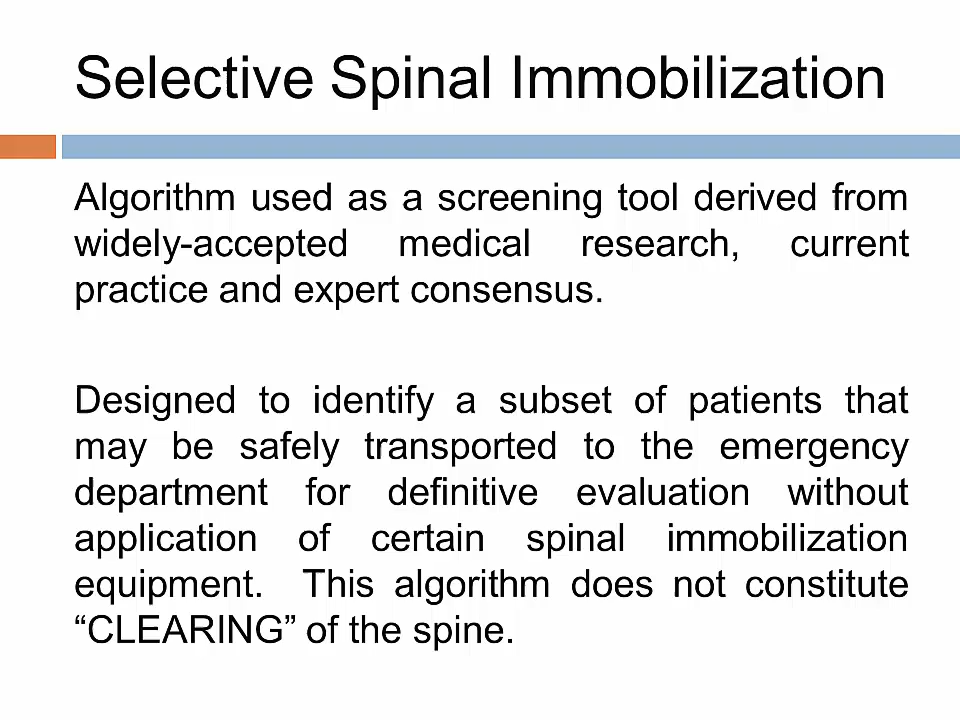 Selective Spinal Immobilization
Algorithm used as a screening tool derived from
widely-accepted medical research, current
practice and expert consensus.
Designed to identify a subset of patients that
may be safely transported to the emergency
department for definitive evaluation without
application of certain spinal immobilization
equipment.  This algorithm does not constitute
“CLEARING” of the spine.